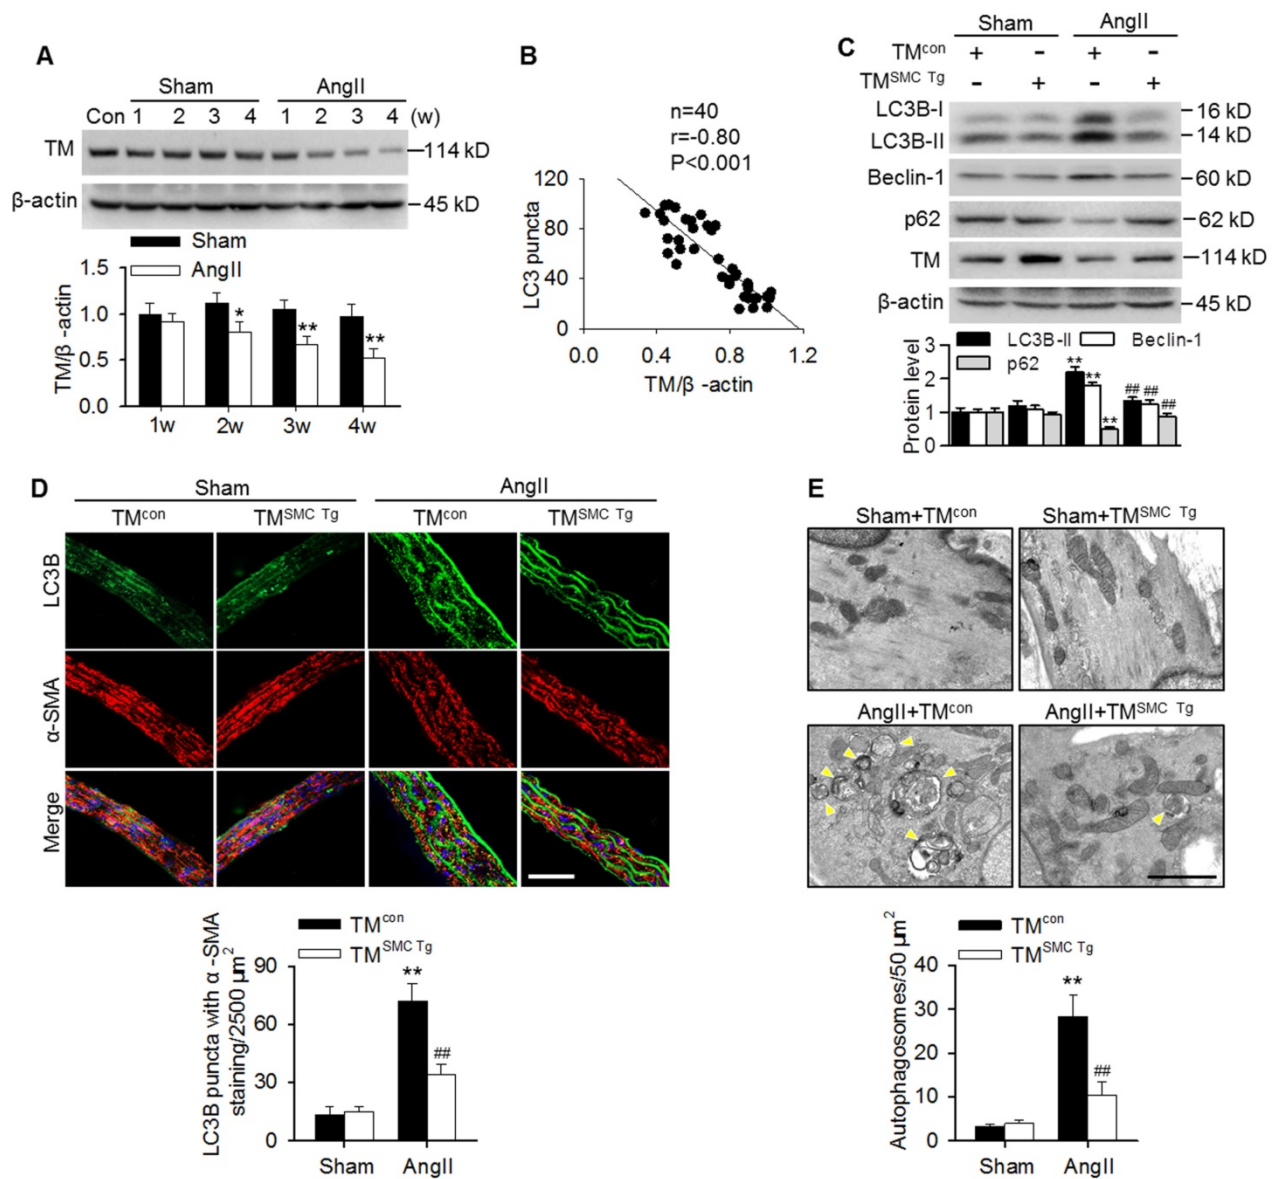 A
Sham AngII
Con 1 2 3 4 1 2 3 4 (w)
TM 114 kD
β-actin 45 kD
Sham
AngII
TM/β -actin
1.5
1.0
0.5
0.0
* ** **
1w 2w 3w 4w
B
n=40
r=-0.80
P<0.001
LC3 puncta
120
80
40
0
0.0 0.4 0.8 1.2
TM/β -actin
C
Sham AngII
TMcon + - + -
TMSMC Tg - + - +
LC3B-I 16 kD
LC3B-II 14 kD
Beclin-1 60 kD
p62 62 kD
TM 114 kD
β-actin 45 kD
LC3B-II Beclin-1
p62
Protein level
3
2
1
0
** ** ** ## ## ##
D
Sham AngII
TMcon TMSMC Tg TMcon TMSMC Tg
LC3B
α-SMA
Merge
TMcon
TMSMC Tg
LC3B puncta with α -SMA
staining/2500 μm2
90
60
30
0
** ##
Sham AngII
E
Sham+TMcon Sham+TMSMC Tg
AngII+TMcon AngII+TMSMC Tg
TMcon
TMSMC Tg
Autophagosomes/50 μm2
40
30
20
10
0
** ##
Sham AngII